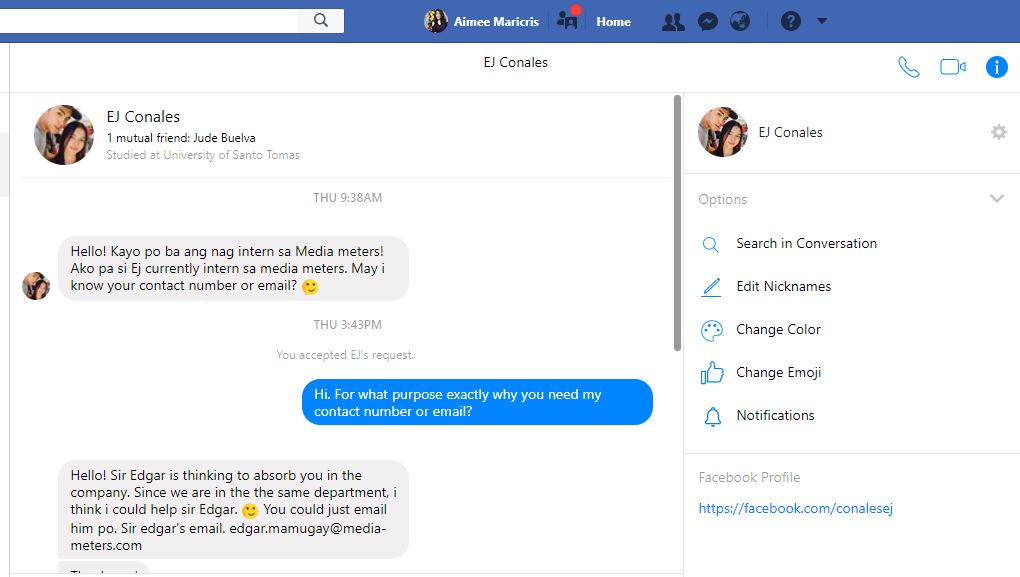 Aimee Maricris
Home
EJ Conales
EJ Conales
1 mutual friend: Jude Buelva
Studied at University of Santo Tomas
THU 9:38AM
Hello! Kayo po ba ang nag intern sa Media meters!
Ako pa si Ej currently intern sa media meters. May i
know your contact number or email? 🙂
THU 3:43PM
You accepted EJ's request.
Hi. For what purpose exactly why you need my
contact number or email?
Hello! Sir Edgar is thinking to absorb you in the
company. Since we are in the the same department, i
think i could help sir Edgar. 🙂 You could just email
him po. Sir edgar's email. edgar.mamugay@media-
meters.com
EJ Conales
Options
Search in Conversation
Edit Nicknames
Change Color
Change Emoji
Notifications
Facebook Profile
https://facebook.com/conalesej